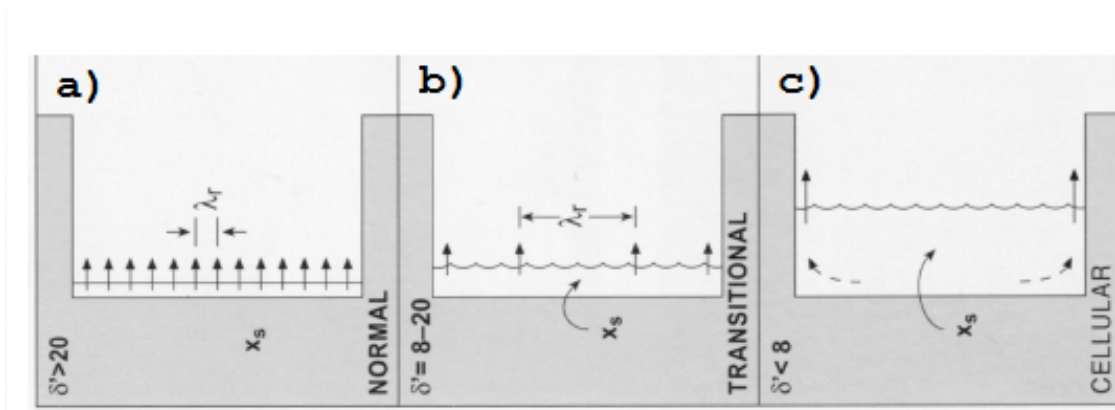 a)
λr
xs
δ'>20
NORMAL
b)
λr
xs
δ'= 8–20
TRANSITIONAL
c)
xs
δ'< 8
CELLULAR